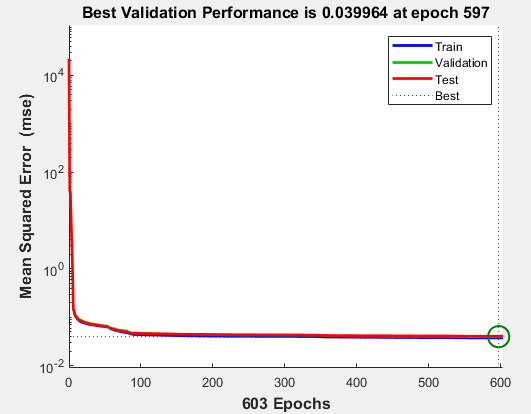 Best Validation Performance is 0.039964 at epoch 597
Train
Validation
Test
Best
Mean Squared Error (mse)
10^4
10^2
10^0
10^-2
0 100 200 300 400 500 600
603 Epochs